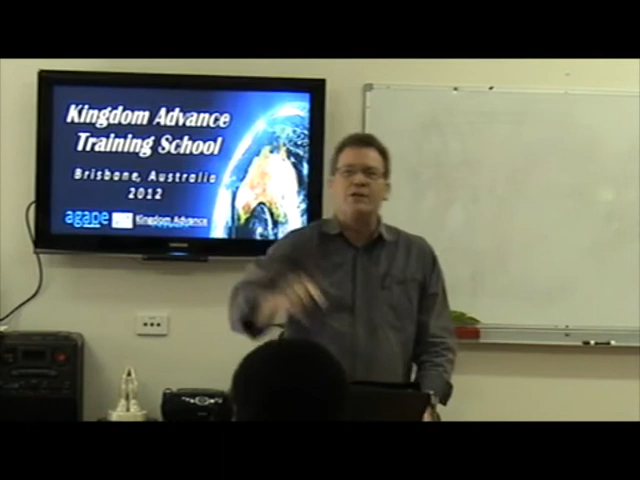 Kingdom Advance
Training School
Brisbane, Australia
2012
agape
Kingdom Advance